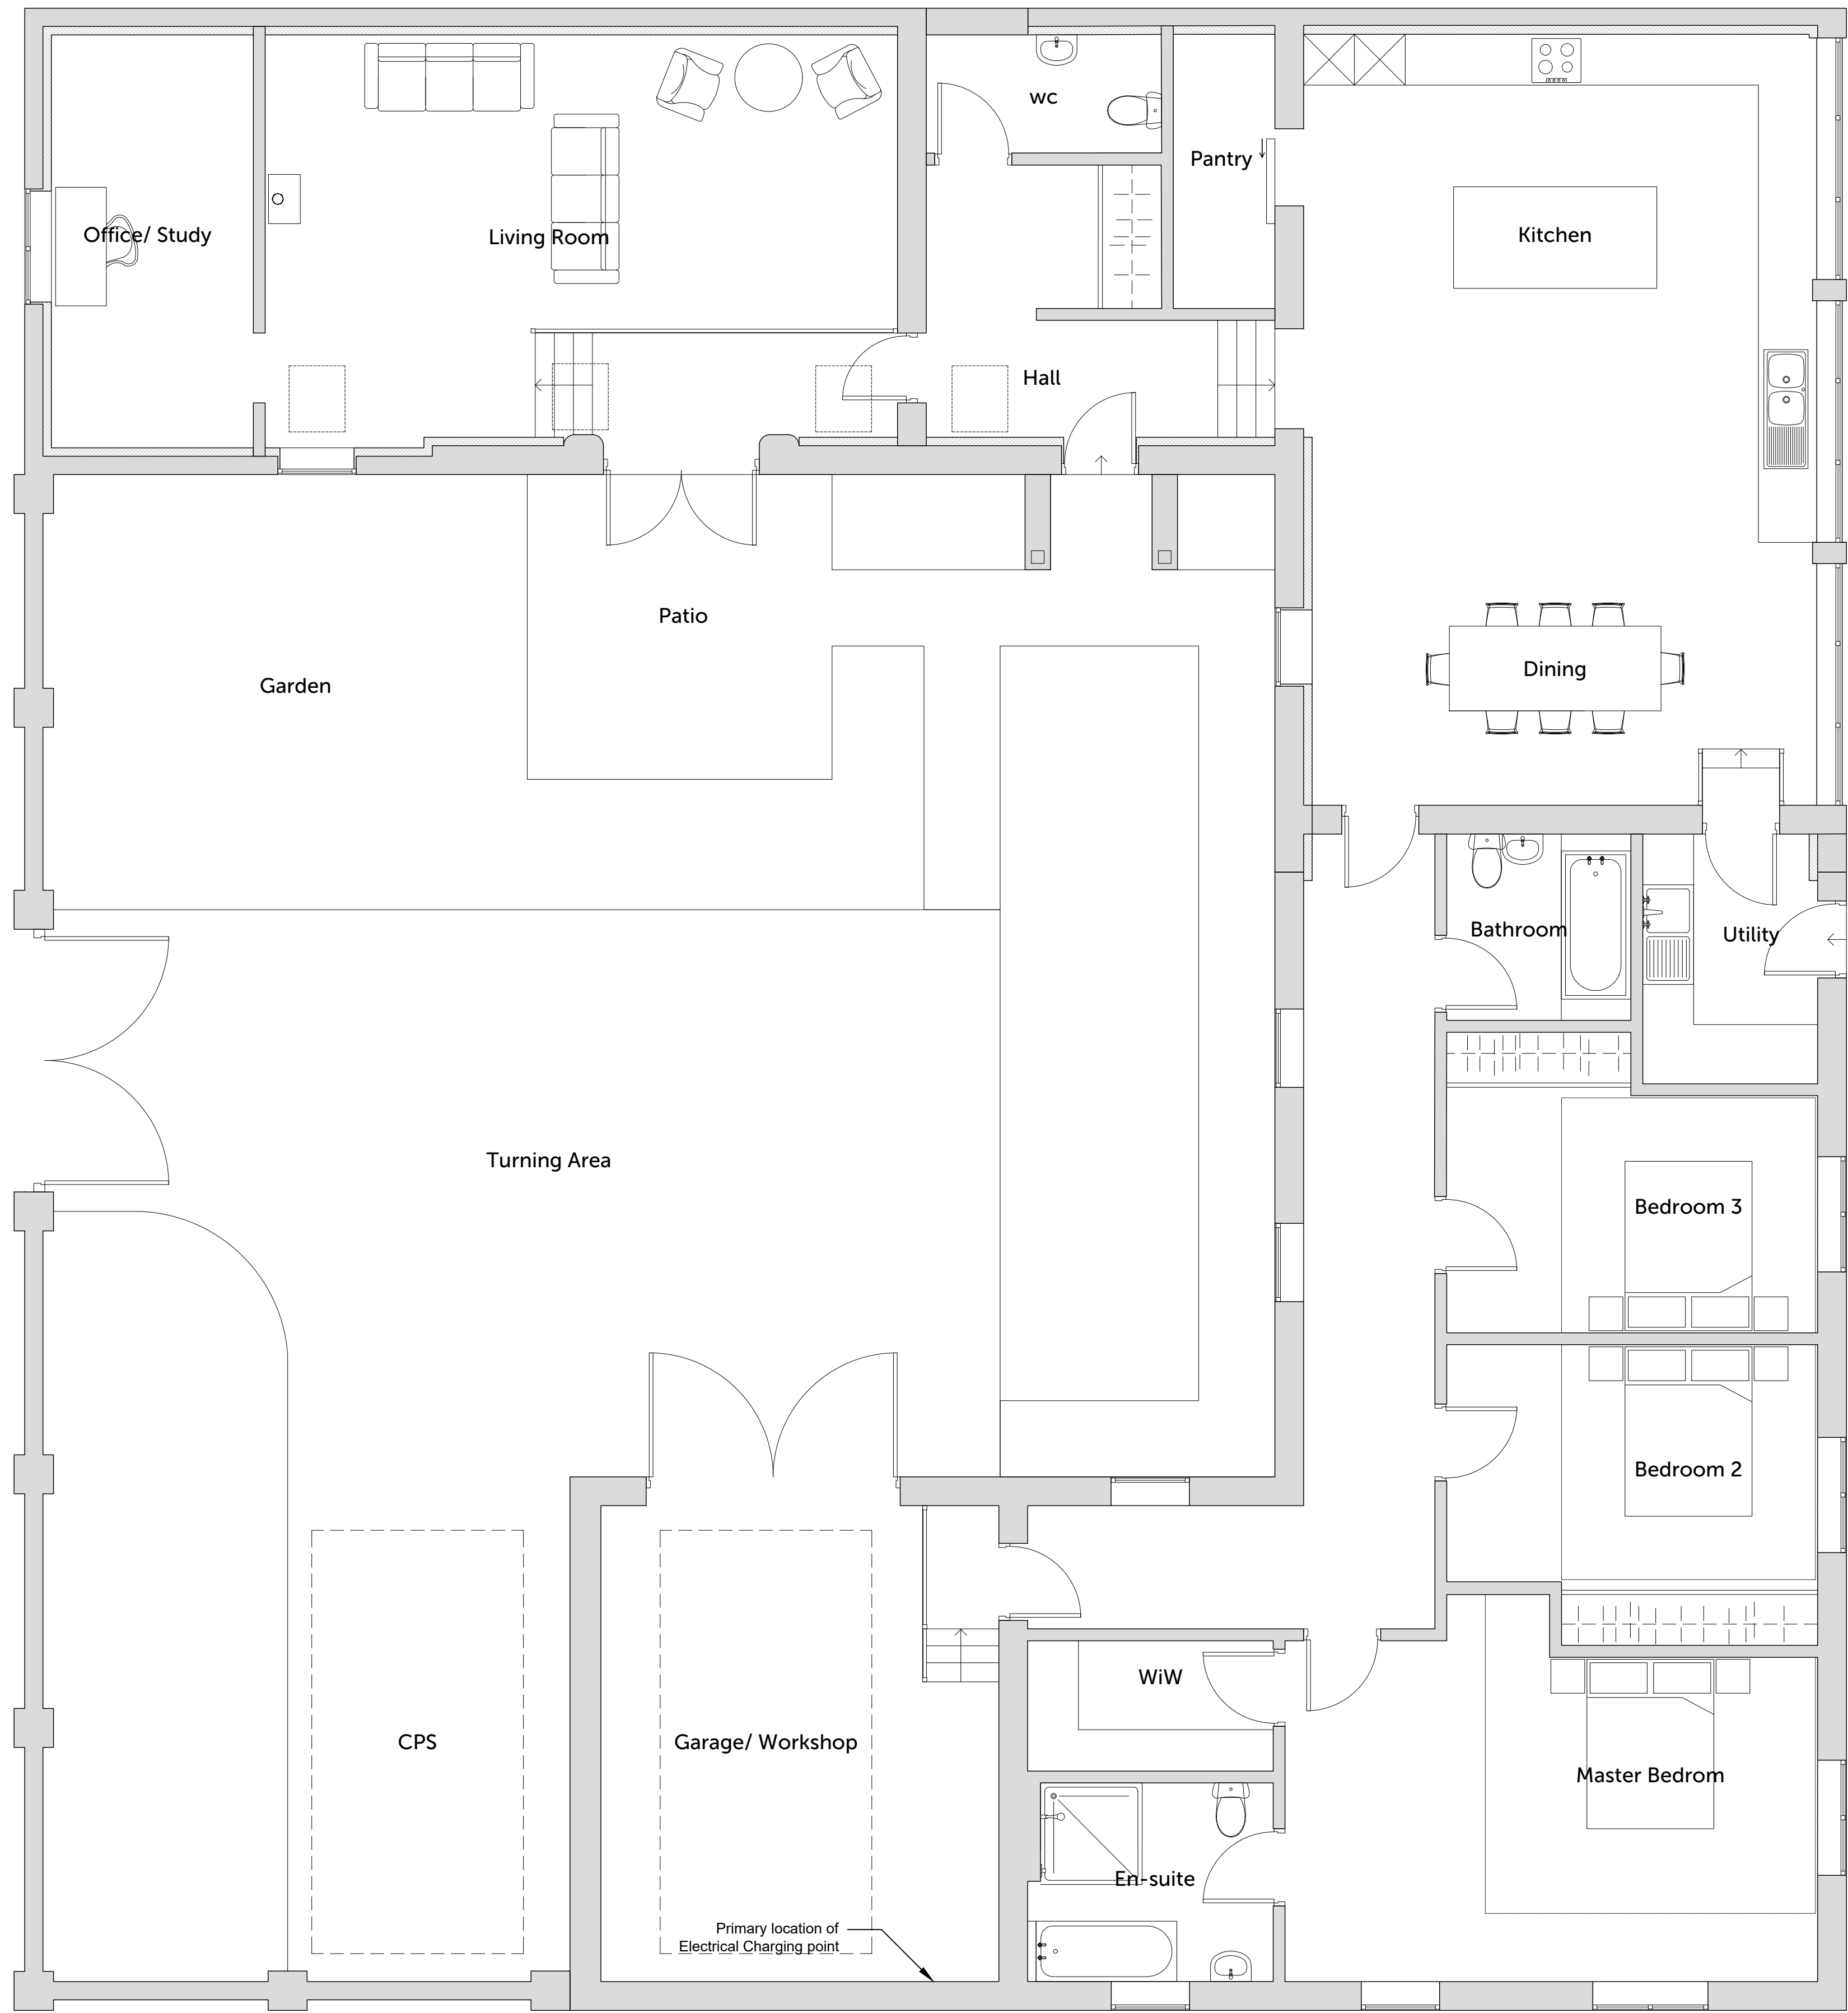 wc
Pantry
Office/ Study
Living Room
Kitchen
Hall
Patio
Garden
Dining
Bathroom
Utility
Turning Area
Bedroom 3
Bedroom 2
WiW
CPS
Garage/ Workshop
Master Bedrom
En-suite
Primary location of
Electrical Charging point